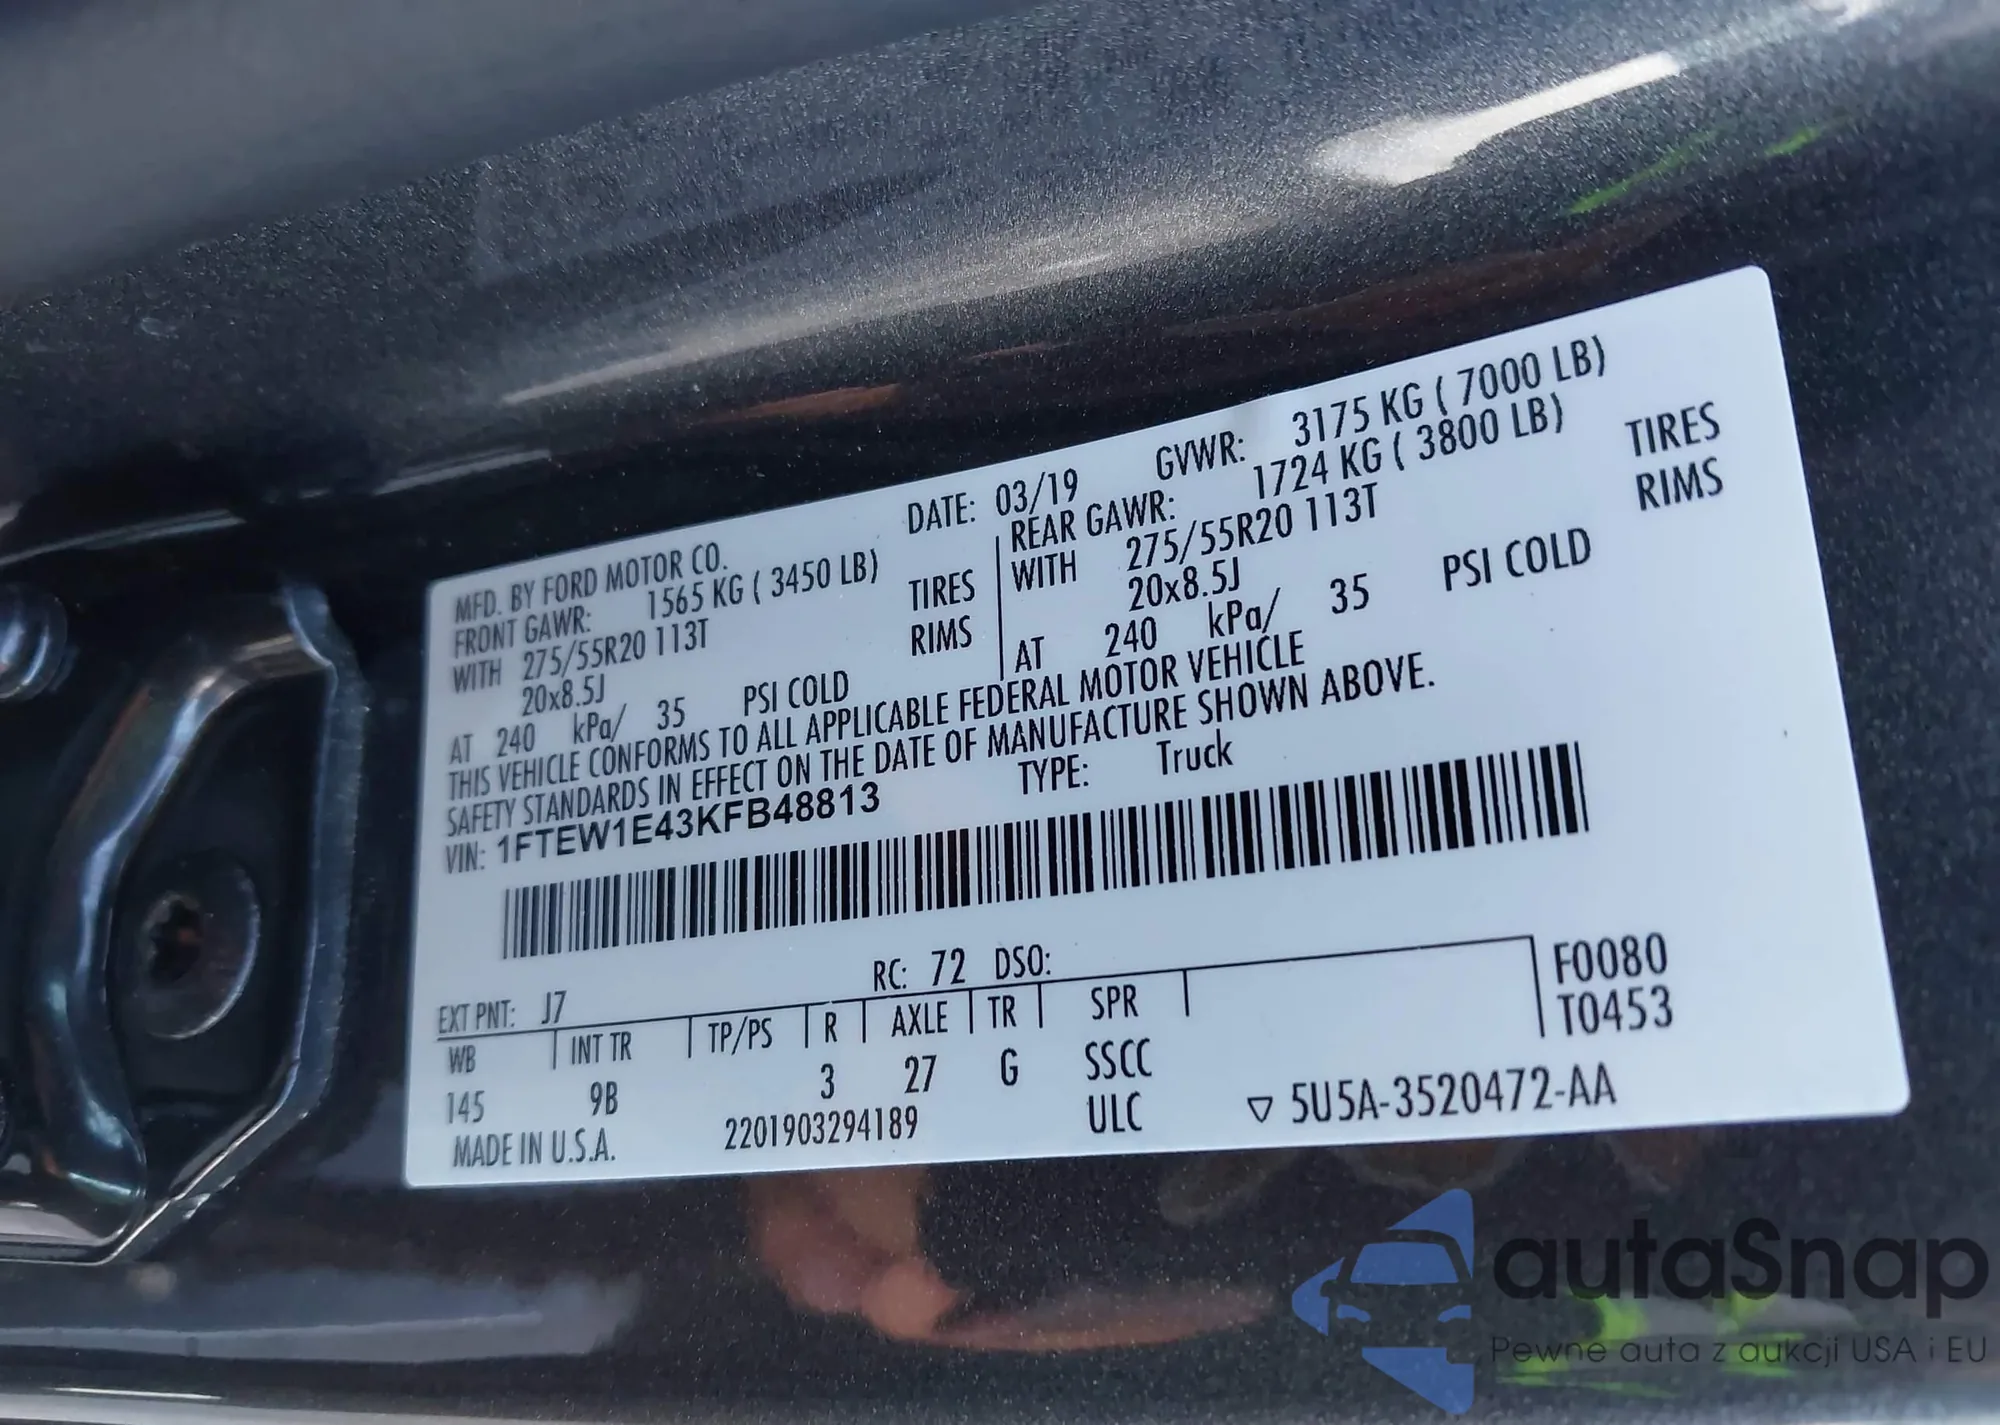 MFD. BY FORD MOTOR CO. DATE: 03/19 GVWR: 3175 KG ( 7000 LB)
FRONT GAWR: 1565 KG ( 3450 LB) REAR GAWR: 1724 KG ( 3800 LB)
WITH 275/55R20 113T TIRES WITH 275/55R20 113T TIRES
20x8.5J RIMS 20x8.5J RIMS
AT 240 kPa/ 35 PSI COLD AT 240 kPa/ 35 PSI COLD
THIS VEHICLE CONFORMS TO ALL APPLICABLE FEDERAL MOTOR VEHICLE
SAFETY STANDARDS IN EFFECT ON THE DATE OF MANUFACTURE SHOWN ABOVE.
VIN: 1FTEW1E43KFB48813 TYPE: Truck
EXT PNT: J7 RC: 72 DSO: F0080
WB INT TR TP/PS R AXLE TR SPR T0453
145 9B 3 27 G SSCC
MADE IN U.S.A. 2201903294189 ULC ▽ 5U5A-3520472-AA
autaSnap
Pewne auta z aukcji USA i EU